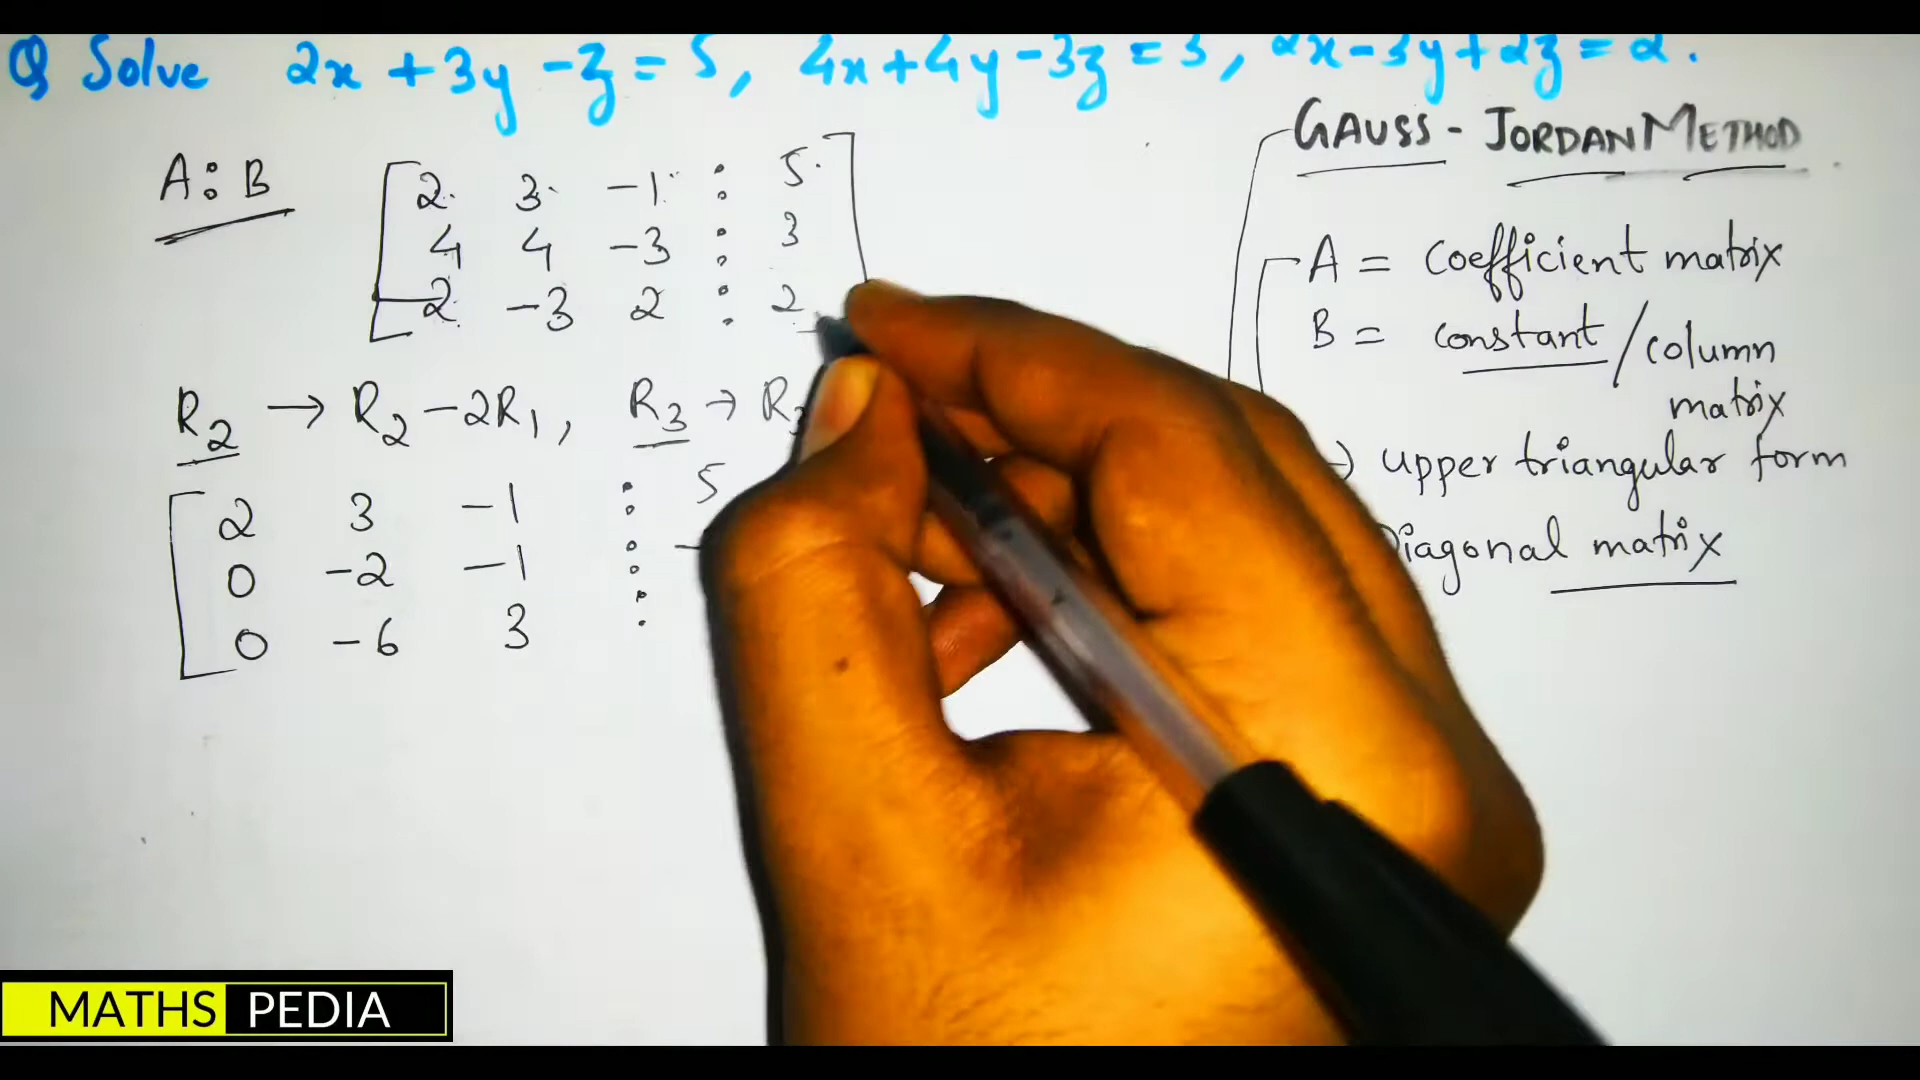 Q Solve 2x + 3y - z = 5, 4x + 4y - 3z = 3, 2x - 3y + 2z = 2.
GAUSS - JORDAN METHOD
A : B
2 3 -1 : 5
4 4 -3 : 3
2 -3 2 : 2
A = Coefficient matrix
B = constant / column matrix
R2 → R2 - 2R1, R3 → R3
upper triangular form
Diagonal matrix
2 3 -1 : 5
0 -2 -1 : -
0 -6 3 :
MATHS PEDIA